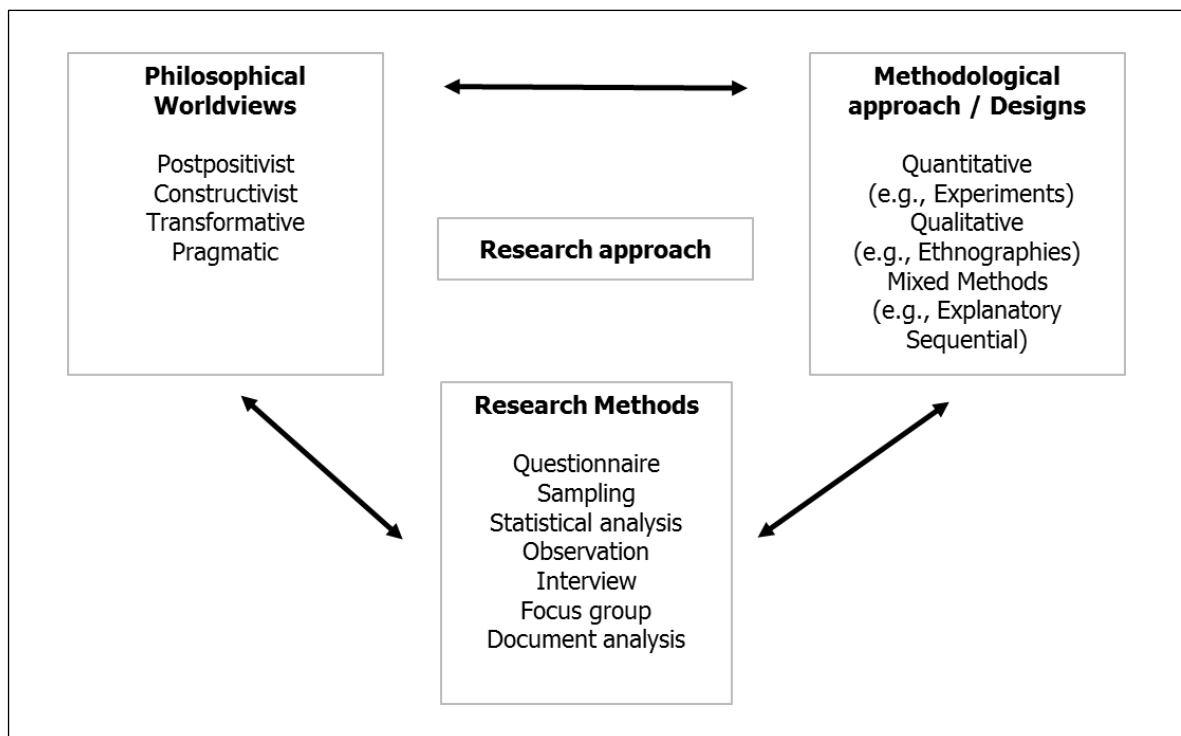 Philosophical
Worldviews
Postpositivist
Constructivist
Transformative
Pragmatic
Methodological
approach / Designs
Quantitative
(e.g., Experiments)
Qualitative
(e.g., Ethnographies)
Mixed Methods
(e.g., Explanatory
Sequential)
Research approach
Research Methods
Questionnaire
Sampling
Statistical analysis
Observation
Interview
Focus group
Document analysis